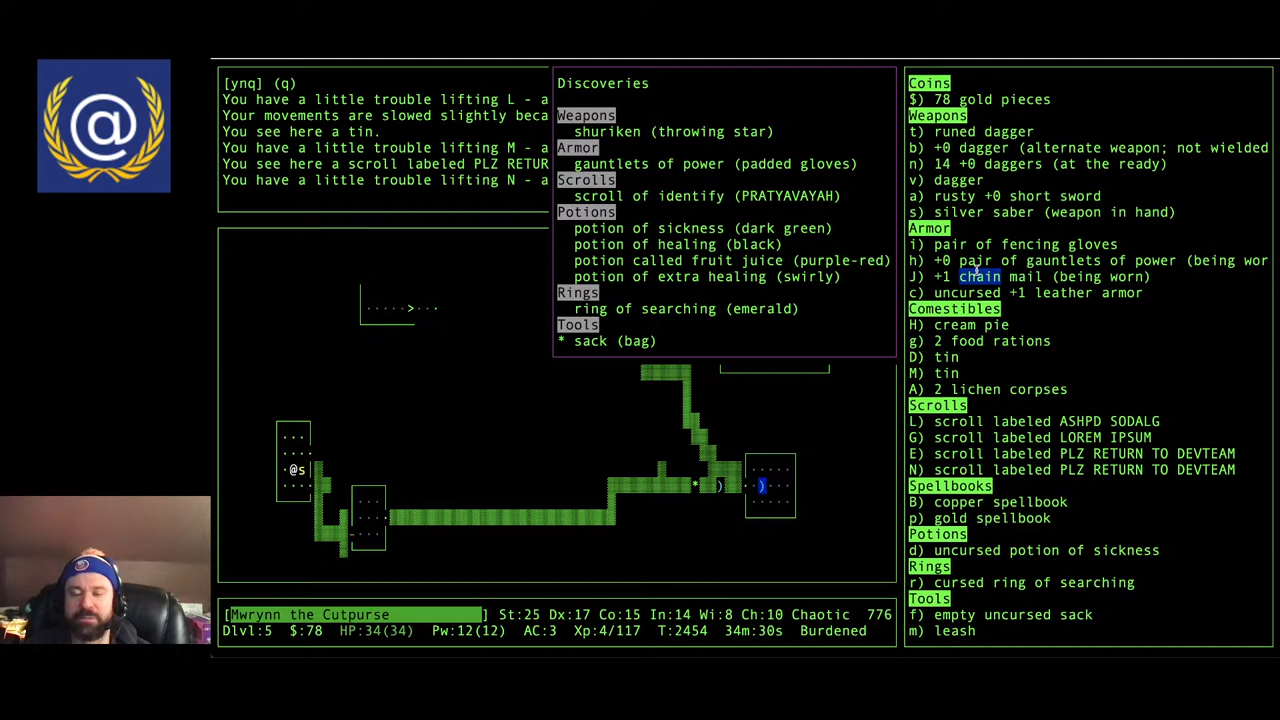 @
[ynq] (q)
You have a little trouble lifting L - a
Your movements are slowed slightly beca
You see here a tin.
You have a little trouble lifting M - a
You see here a scroll labeled PLZ RETUR
You have a little trouble lifting N - a
Discoveries
Weapons
shuriken (throwing star)
Armor
gauntlets of power (padded gloves)
Scrolls
scroll of identify (PRATYAVAYAH)
Potions
potion of sickness (dark green)
potion of healing (black)
potion called fruit juice (purple-red)
potion of extra healing (swirly)
Rings
ring of searching (emerald)
Tools
* sack (bag)
.....>...
...
....
.@s
....
...
....
-...
*
)
.....
. .)...
.....
[Mwrynn the Cutpurse ] St:25 Dx:17 Co:15 In:14 Wi:8 Ch:10 Chaotic 776
Dlvl:5 $:78 HP:34(34) Pw:12(12) AC:3 Xp:4/117 T:2454 34m:30s Burdened
Coins
$) 78 gold pieces
Weapons
t) runed dagger
b) +0 dagger (alternate weapon; not wielded
n) 14 +0 daggers (at the ready)
v) dagger
a) rusty +0 short sword
s) silver saber (weapon in hand)
Armor
i) pair of fencing gloves
h) +0 pair of gauntlets of power (being wor
J) +1 chain mail (being worn)
c) uncursed +1 leather armor
Comestibles
H) cream pie
g) 2 food rations
D) tin
M) tin
A) 2 lichen corpses
Scrolls
L) scroll labeled ASHPD SODALG
G) scroll labeled LOREM IPSUM
E) scroll labeled PLZ RETURN TO DEVTEAM
N) scroll labeled PLZ RETURN TO DEVTEAM
Spellbooks
B) copper spellbook
p) gold spellbook
Potions
d) uncursed potion of sickness
Rings
r) cursed ring of searching
Tools
f) empty uncursed sack
m) leash